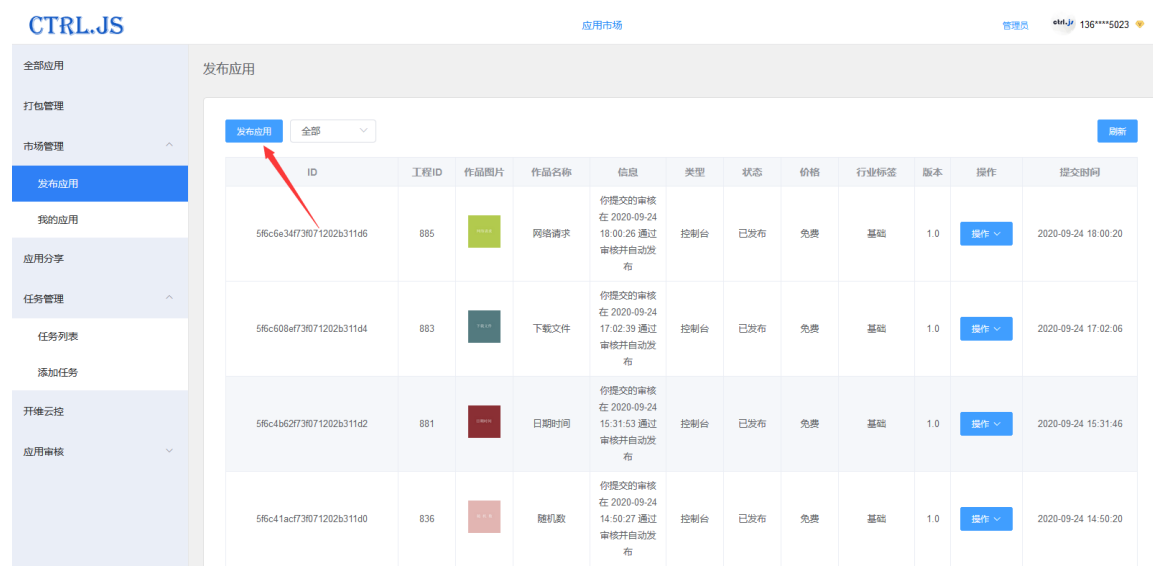 CTRL.JS
应用市场
管理员
ctrl.js
136****5023
全部应用
打包管理
市场管理
发布应用
我的应用
应用分享
任务管理
任务列表
添加任务
开维云控
应用审核
发布应用
发布应用
全部
刷新
ID 工程ID 作品图片 作品名称 信息 类型 状态 价格 行业标签 版本 操作 提交时间
你提交的审核
在 2020-09-24
5f6c6e34f73f071202b311d6 885 网络请求 18:00:26 通过 控制台 已发布 免费 基础 1.0 操作 2020-09-24 18:00:20
审核并自动发
布
你提交的审核
在 2020-09-24
5f6c608ef73f071202b311d4 883 下载文件 下载文件 17:02:39 通过 控制台 已发布 免费 基础 1.0 操作 2020-09-24 17:02:06
审核并自动发
布
你提交的审核
在 2020-09-24
5f6c4b62f73f071202b311d2 881 日期时间 15:31:53 通过 控制台 已发布 免费 基础 1.0 操作 2020-09-24 15:31:46
审核并自动发
布
你提交的审核
在 2020-09-24
5f6c41acf73f071202b311d0 836 随机数 14:50:27 通过 控制台 已发布 免费 基础 1.0 操作 2020-09-24 14:50:20
审核并自动发
布